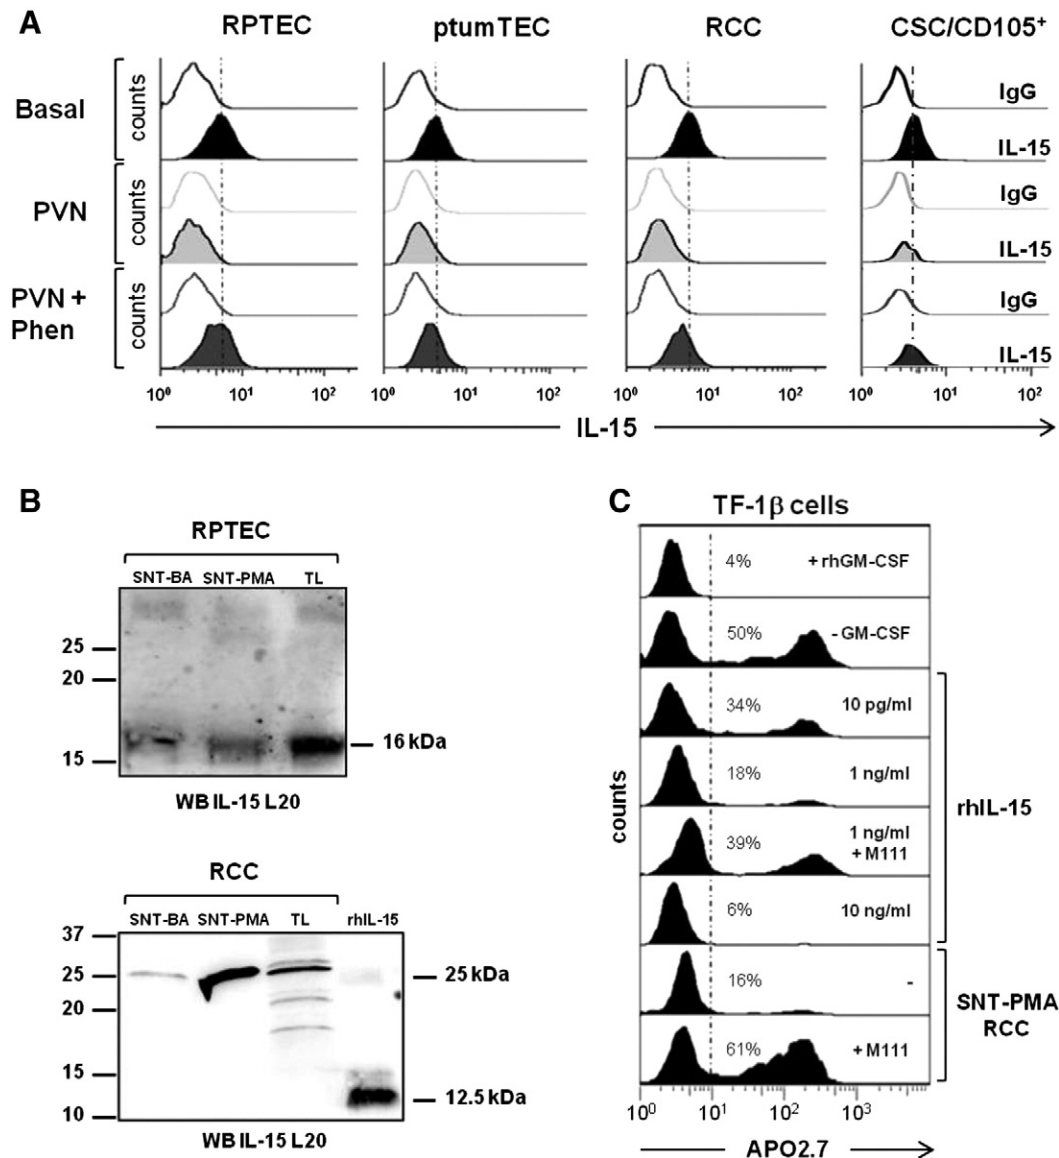 A
RPTEC
ptumTEC
RCC
CSC/CD105+
Basal
PVN
PVN +
Phen
counts
counts
counts
IgG
IL-15
IgG
IL-15
IgG
IL-15
10⁰ 10¹ 10²
10⁰ 10¹ 10²
10⁰ 10¹ 10²
10⁰ 10¹ 10²
IL-15
B
RPTEC
SNT-BA SNT-PMA TL
25
20
15
16 kDa
WB IL-15 L20
RCC
SNT-BA SNT-PMA TL rhIL-15
37
25
20
15
10
25 kDa
12.5 kDa
WB IL-15 L20
C
TF-1β cells
4% + rhGM-CSF
50% - GM-CSF
34% 10 pg/ml
18% 1 ng/ml
39% 1 ng/ml
+ M111
6% 10 ng/ml
16% -
61% + M111
counts
rhIL-15
SNT-PMA
RCC
10⁰ 10¹ 10² 10³
APO2.7